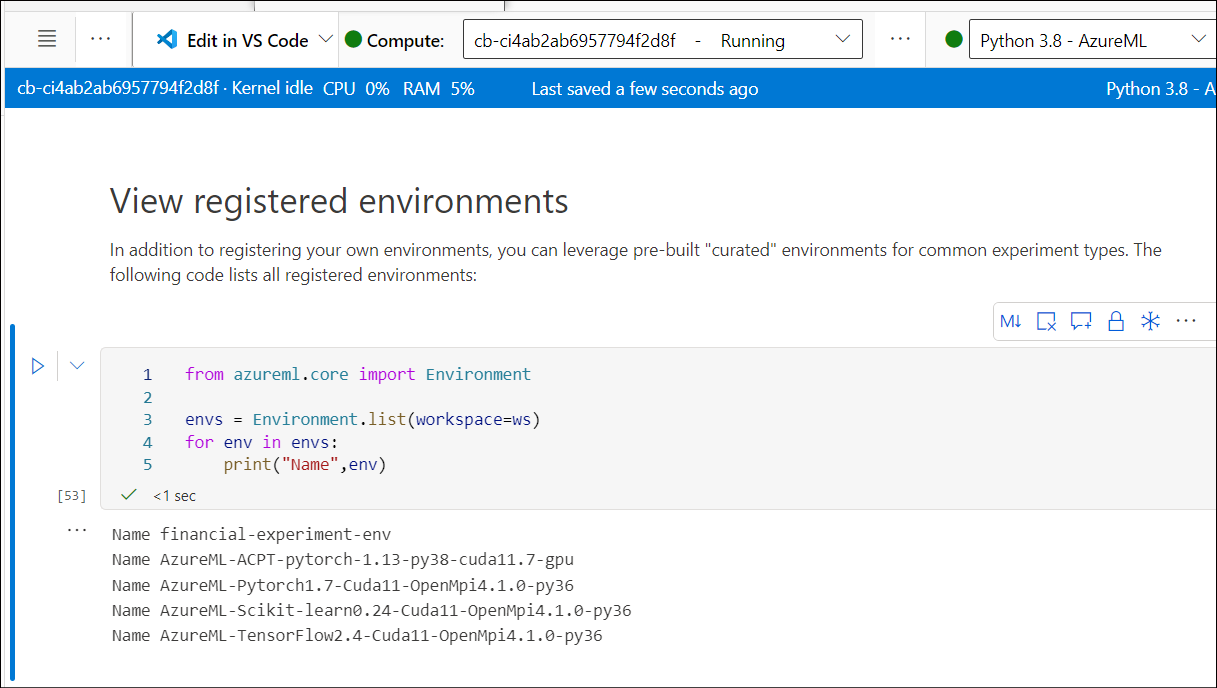 Edit in VS Code Compute: cb-ci4ab2ab6957794f2d8f - Running Python 3.8 - AzureML
cb-ci4ab2ab6957794f2d8f · Kernel idle CPU 0% RAM 5% Last saved a few seconds ago Python 3.8 - A
View registered environments
In addition to registering your own environments, you can leverage pre-built "curated" environments for common experiment types. The
following code lists all registered environments:
M↓
1 from azureml.core import Environment
2
3 envs = Environment.list(workspace=ws)
4 for env in envs:
5     print("Name",env)
[53] <1 sec
Name financial-experiment-env
Name AzureML-ACPT-pytorch-1.13-py38-cuda11.7-gpu
Name AzureML-Pytorch1.7-Cuda11-OpenMpi4.1.0-py36
Name AzureML-Scikit-learn0.24-Cuda11-OpenMpi4.1.0-py36
Name AzureML-TensorFlow2.4-Cuda11-OpenMpi4.1.0-py36